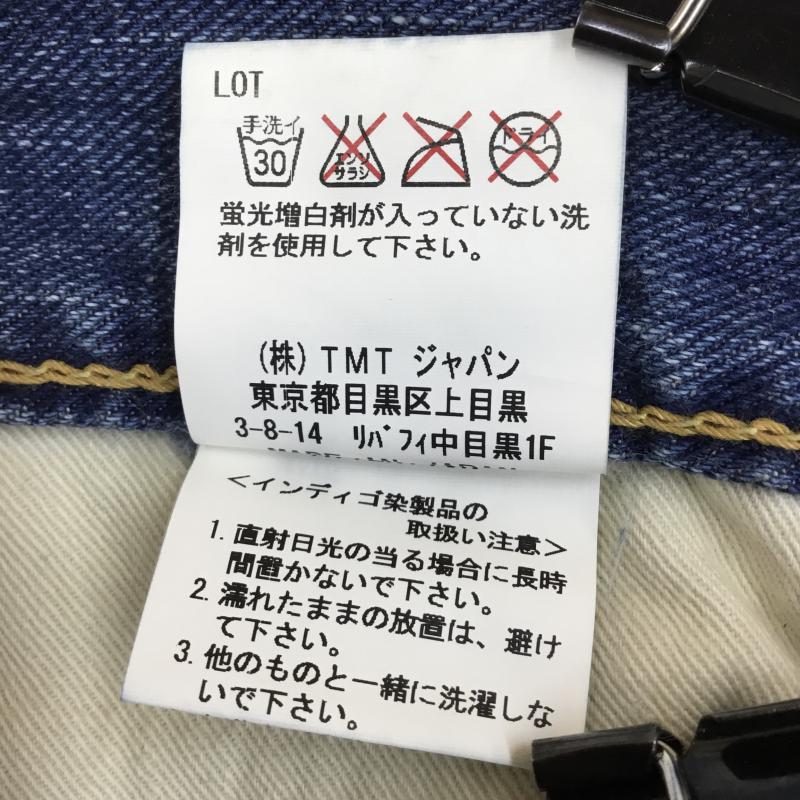 LOT
手洗イ
30
エンソ
サラシ
ドライ
蛍光増白剤が入っていない洗
剤を使用して下さい。
(株)TMT ジャパン
東京都目黒区上目黒
3-8-14 リバフィ中目黒1F
<インディゴ染製品の
取扱い注意>
1. 直射日光の当る場合に長時
間置かないで下さい。
2. 濡れたままの放置は、避け
て下さい。
3. 他のものと一緒に洗濯しな
いで下さい。